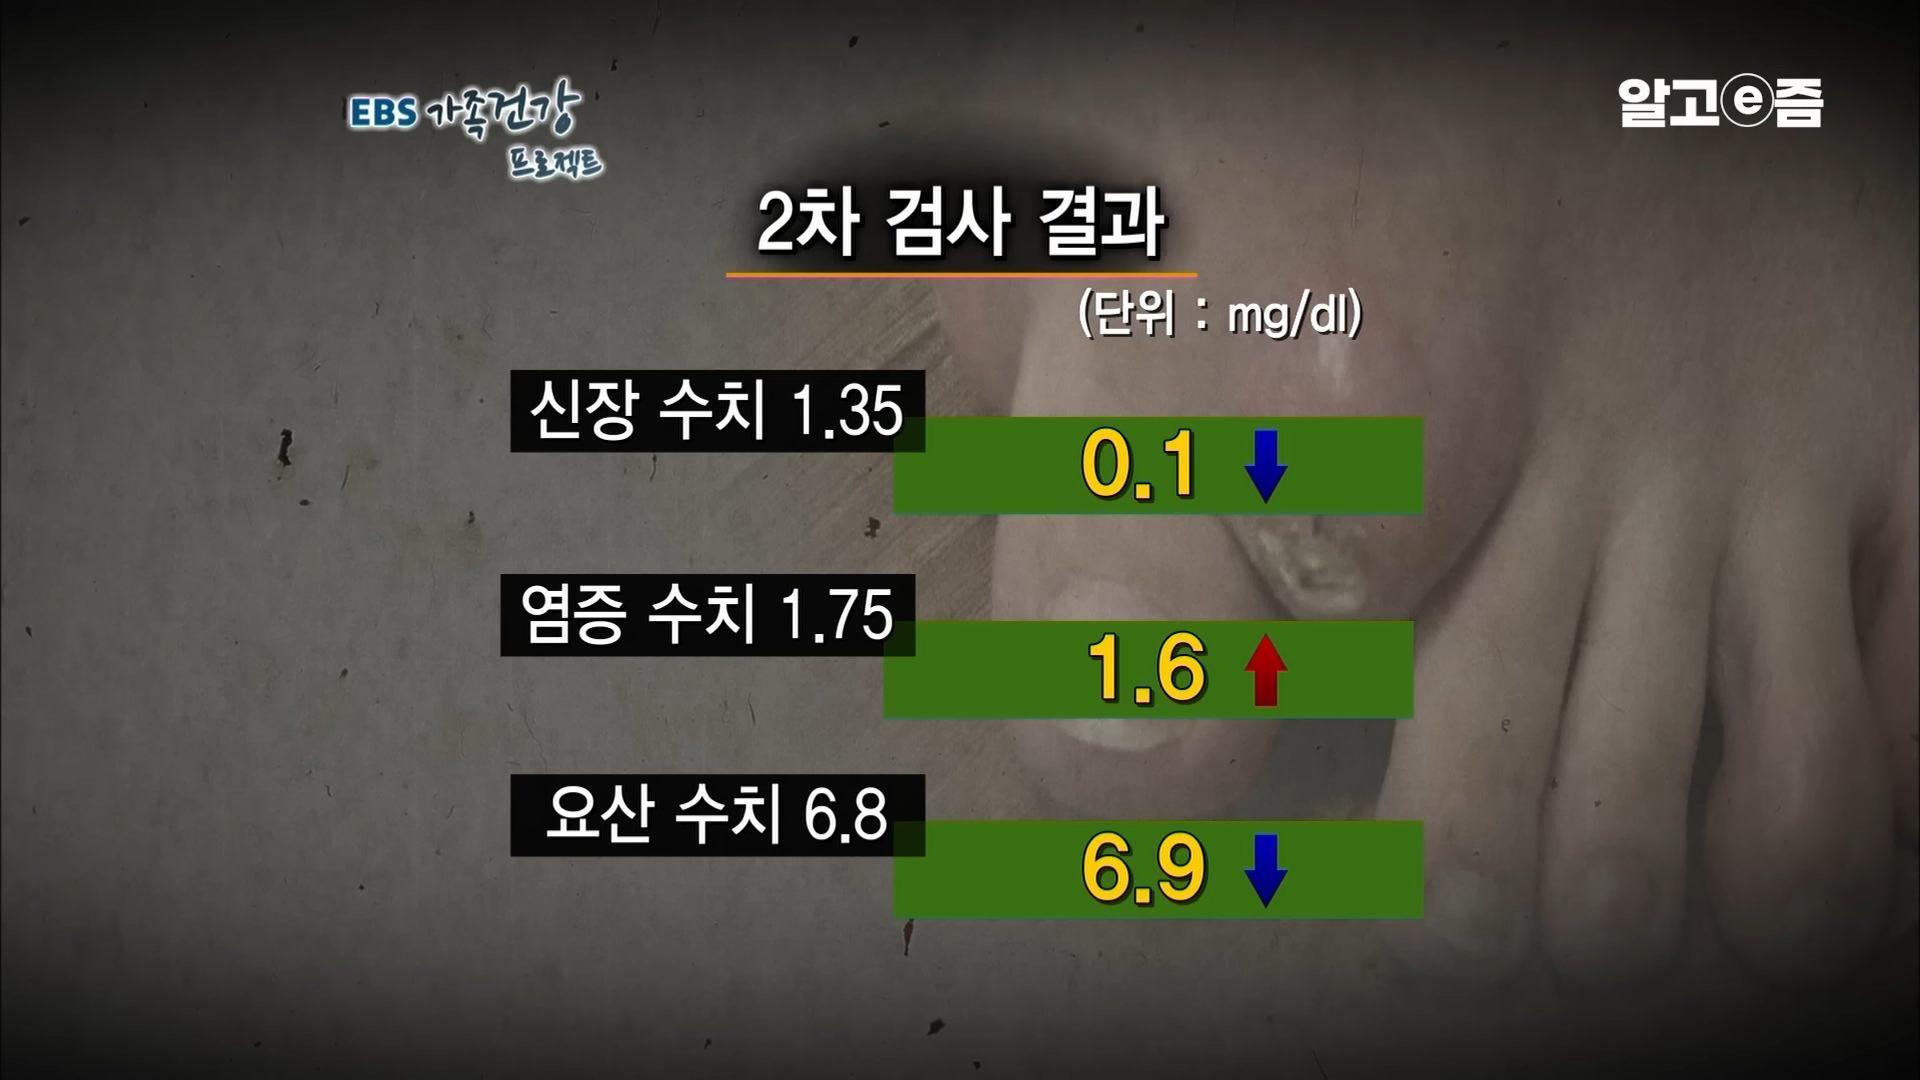 EBS 가족건강
프로젝트
알고e즘
2차 검사 결과
(단위 : mg/dl)
신장 수치 1.35
0.1
염증 수치 1.75
1.6
요산 수치 6.8
6.9